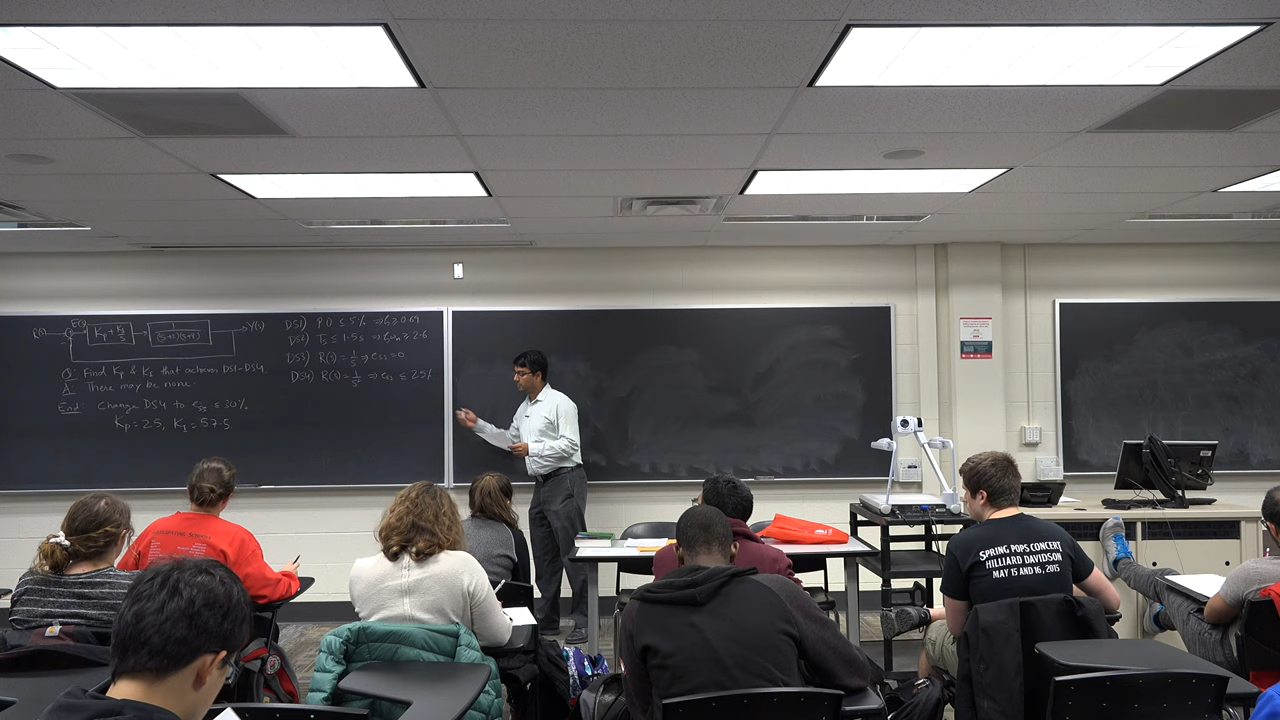 R(s) E(s) Kp + KI/S 1/(S+1)(S+8) Y(s)
Q: Find Kp & KI that achieves DS1-DS4.
A: There may be none.
End: Change DS4 to ess ≤ 30%.
Kp = 25, KI = 57.5.
DS1) P.O ≤ 5% ⇒ ζ ≥ 0.69
DS2) Ts ≤ 1.5s ⇒ ζωn ≥ 2.6
DS3) R(s) = 1/s ⇒ ess = 0
DS4) R(s) = 1/s² ⇒ ess ≤ 25%
SPRING POPS CONCERT
HILLIARD DAVIDSON
MAY 15 AND 16, 2015